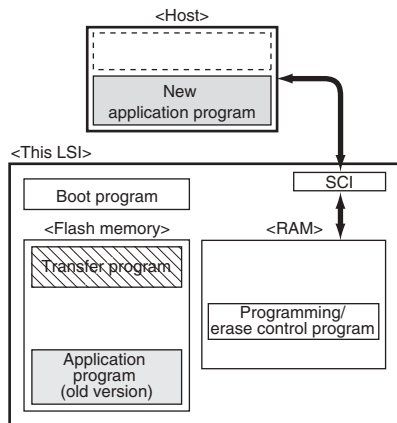 <Host>
New
application program
<This LSI>
SCI
Boot program
<Flash memory>
<RAM>
Transfer program
Programming/
erase control program
Application
program
(old version)